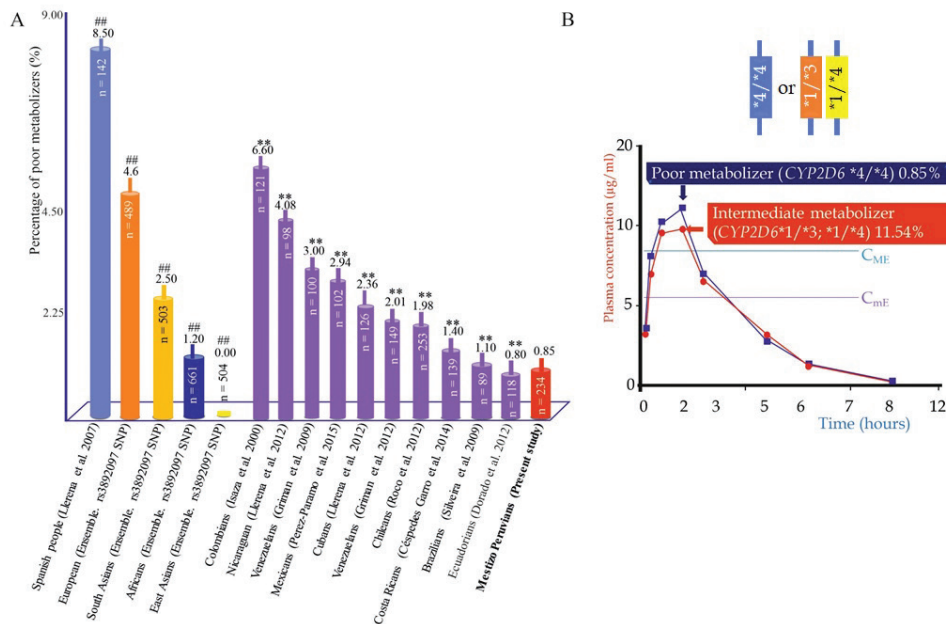 A
Percentage of poor metabolizers (%)
9.00
4.50
2.25
##
8.50
n = 142
##
4.6
n = 489
##
2.50
n = 503
##
1.20
n = 661
##
0.00
n = 504
**
6.60
n = 121
**
4.08
n = 98
**
3.00
n = 100
**
2.94
n = 102
**
2.36
n = 126
**
2.01
n = 149
**
1.98
n = 253
**
1.40
n = 139
**
1.10
n = 89
**
0.80
n = 118
0.85
n = 234
Spanish people (Llerena et al. 2007)
European (Ensemble. rs3892097 SNP)
South Asians (Ensemble. rs3892097 SNP)
Africans (Ensemble. rs3892097 SNP)
East Asians (Ensemble. rs3892097 SNP)
Colombians (Isaza et al. 2000)
Nicaraguan (Llerena et al. 2012)
Venezuelans (Griman et al. 2009)
Mexicans (Perez-Paramo et al. 2015)
Cubans (Llerena et al. 2012)
Venezuelans (Griman et al. 2012)
Chileans (Roco et al. 2012)
Costa Ricans (Céspedes Garro et al. 2014)
Brazilians (Silveira et al. 2009)
Ecuadorians (Dorado et al. 2012)
Mestizo Peruvians (Present study)
B
*4/*4 or *1/*3 *1/*4
Plasma concentration (µg/ml)
20
10
5
0
Poor metabolizer (CYP2D6 *4/*4) 0.85%
Intermediate metabolizer
(CYP2D6*1/*3; *1/*4) 11.54%
CME
CmE
0 2 3 5 6 7 8 12
Time (hours)